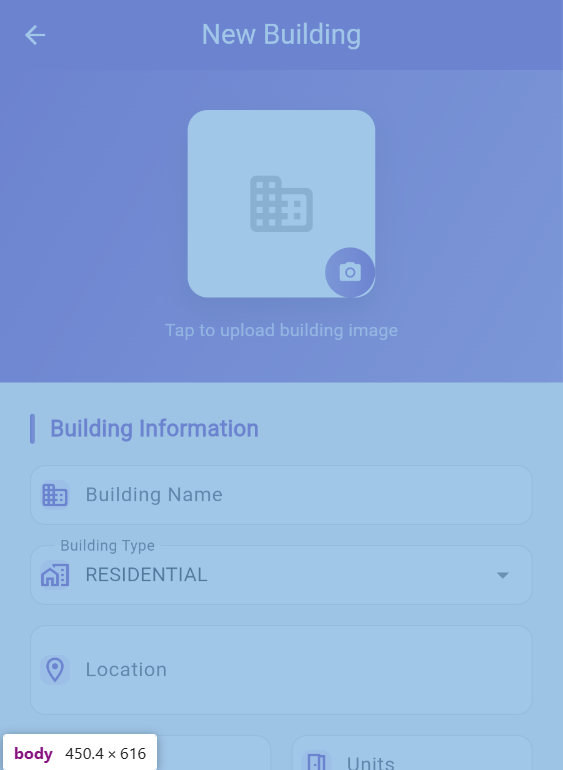 New Building
Tap to upload building image
Building Information
Building Name
Building Type
RESIDENTIAL
Location
body 450.4 × 616
Units